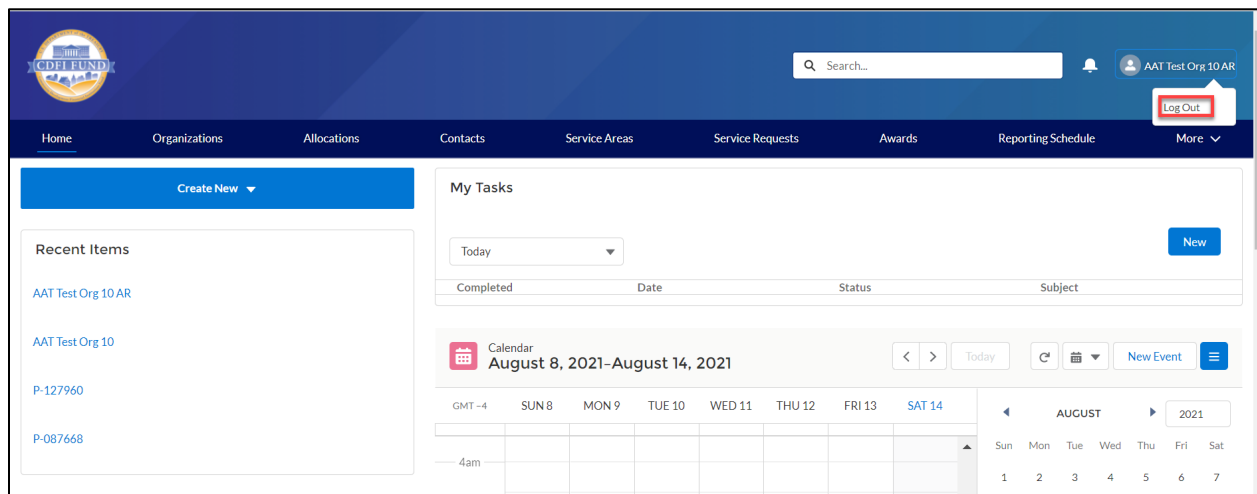 CDFI FUND
Search...
AAT Test Org 10 AR
Log Out
Home Organizations Allocations Contacts Service Areas Service Requests Awards Reporting Schedule More
Create New
Recent Items
AAT Test Org 10 AR
AAT Test Org 10
P-127960
P-087668
My Tasks
Today
New
Completed Date Status Subject
Calendar
August 8, 2021–August 14, 2021
Today
New Event
GMT −4 SUN 8 MON 9 TUE 10 WED 11 THU 12 FRI 13 SAT 14
4am
AUGUST 2021
Sun Mon Tue Wed Thu Fri Sat
1 2 3 4 5 6 7